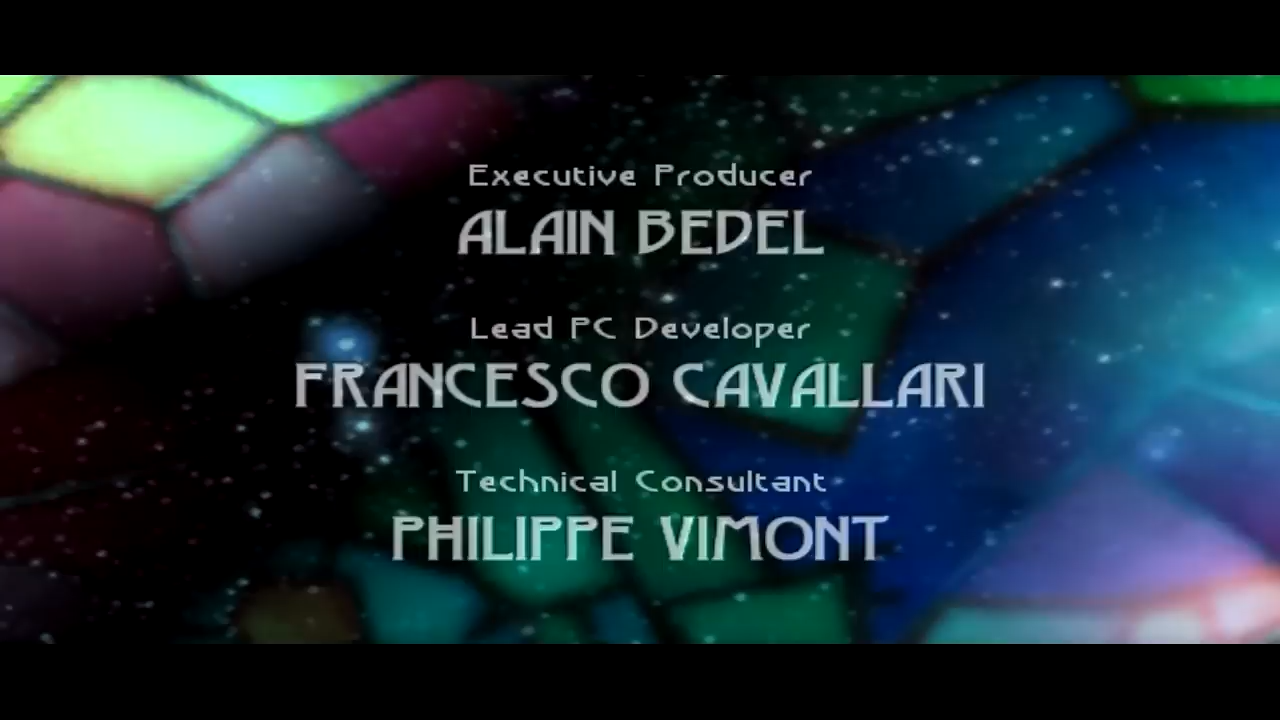 Executive Producer
ALAIN BEDEL
Lead PC Developer
FRANCESCO CAVALLARI
Technical Consultant
PHILIPPE VIMONT